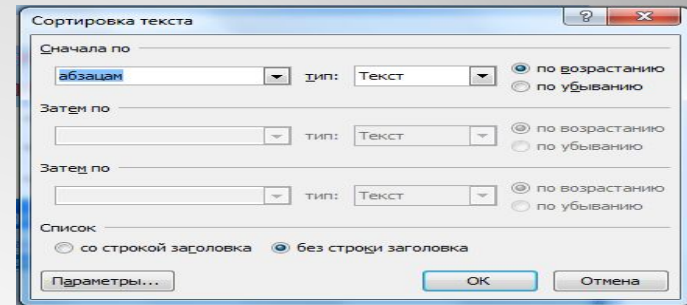 Сортировка текста
Сначала по
абзацам тип: Текст по возрастанию
по убыванию
Затем по
тип: Текст по возрастанию
по убыванию
Затем по
тип: Текст по возрастанию
по убыванию
Список
со строкой заголовка без строки заголовка
Параметры... ОК Отмена